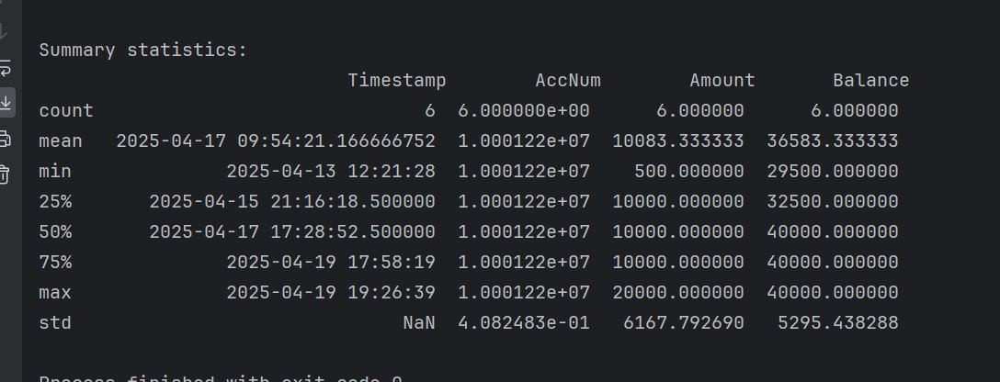 Summary statistics:
Timestamp AccNum Amount Balance
count 6 6.000000e+00 6.000000 6.000000
mean 2025-04-17 09:54:21.166666752 1.000122e+07 10083.333333 36583.333333
min 2025-04-13 12:21:28 1.000122e+07 500.000000 29500.000000
25% 2025-04-15 21:16:18.500000 1.000122e+07 10000.000000 32500.000000
50% 2025-04-17 17:28:52.500000 1.000122e+07 10000.000000 40000.000000
75% 2025-04-19 17:58:19 1.000122e+07 10000.000000 40000.000000
max 2025-04-19 19:26:39 1.000122e+07 20000.000000 40000.000000
std NaN 4.082483e-01 6167.792690 5295.438288
Process finished with exit code 0